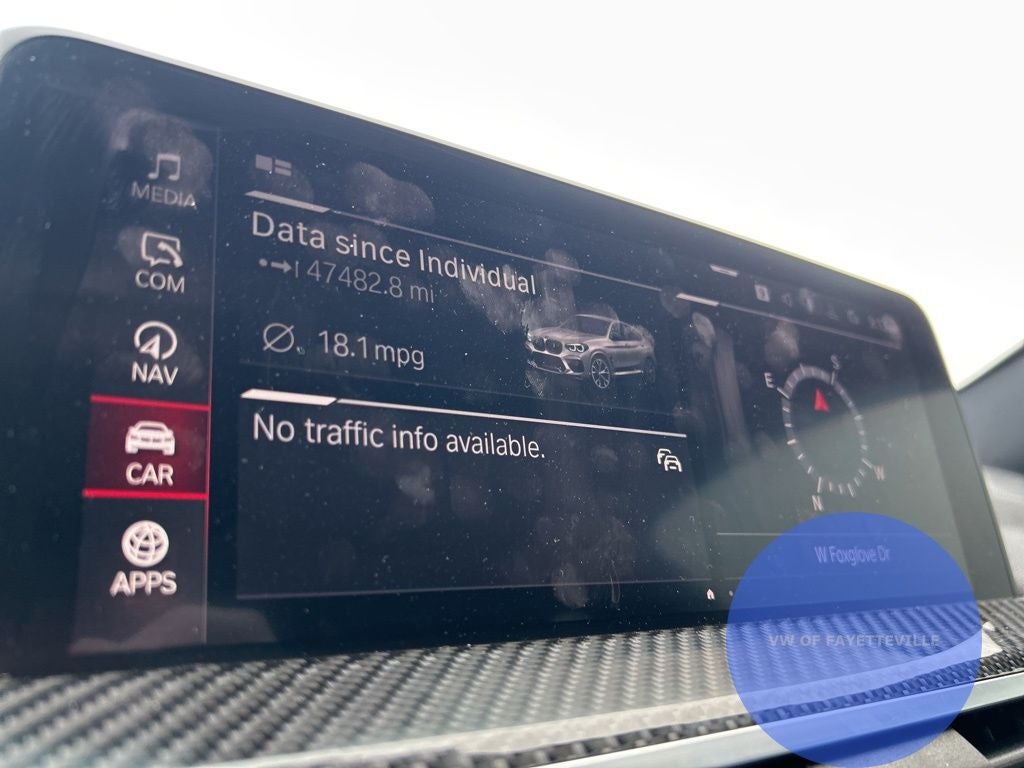 MEDIA
COM
NAV
CAR
APPS
Data since Individual
47482.8 mi
18.1 mpg
No traffic info available.
E
S
W
N
W Foxglove Dr
VW OF FAYETTEVILLE